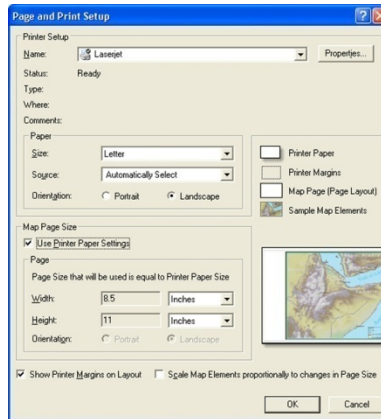 Page and Print Setup
Printer Setup
Name: Laserjet Properties...
Status: Ready
Type:
Where:
Comments:
Paper
Size: Letter
Source: Automatically Select
Orientation: Portrait Landscape
Printer Paper
Printer Margins
Map Page (Page Layout)
Sample Map Elements
Map Page Size
Use Printer Paper Settings
Page
Page Size that will be used is equal to Printer Paper Size
Width: 8.5 Inches
Height: 11 Inches
Orientation: Portrait Landscape
Show Printer Margins on Layout Scale Map Elements proportionally to changes in Page Size
OK Cancel